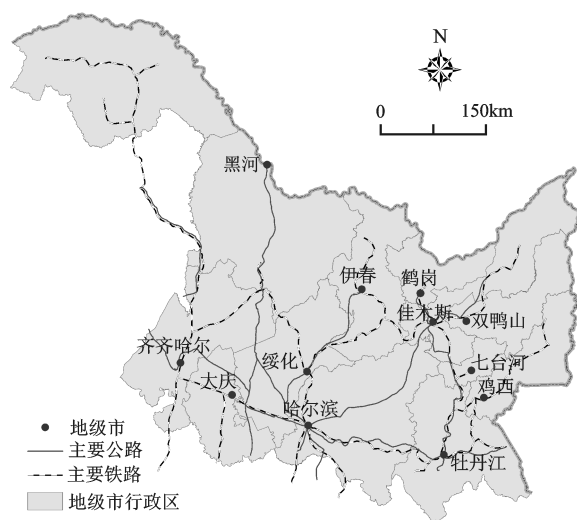 N
0 150km
黑河
伊春
鹤岗
佳木斯
双鸭山
齐齐哈尔
绥化
七台河
大庆
鸡西
哈尔滨
牡丹江
地级市
主要公路
主要铁路
地级市行政区